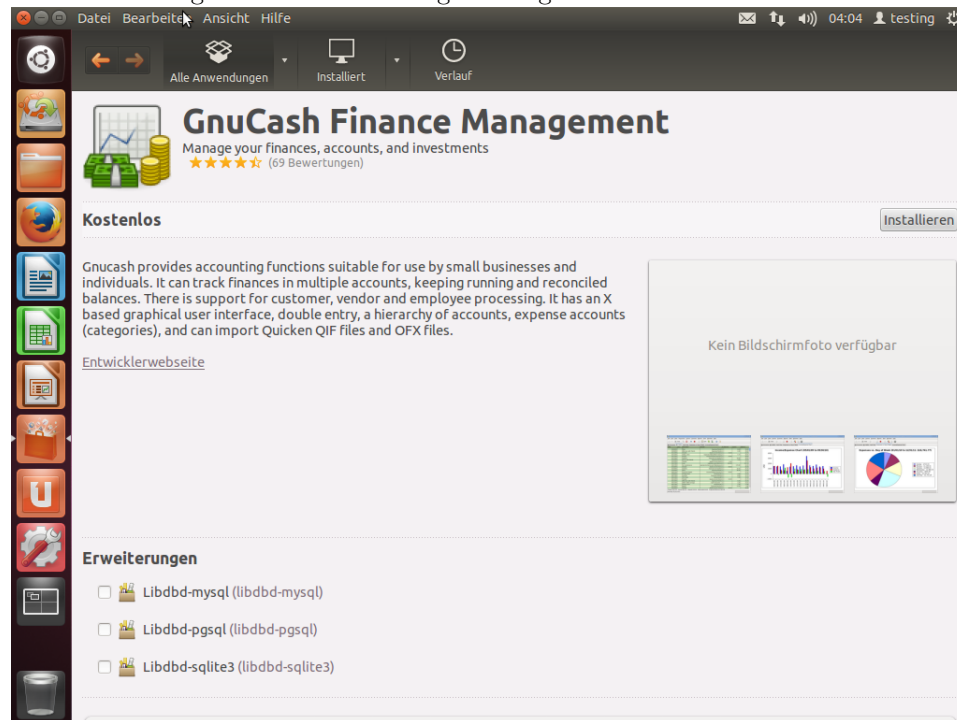 Datei Bearbeiten Ansicht Hilfe
04:04 testing
Alle Anwendungen
Installiert
Verlauf
GnuCash Finance Management
Manage your finances, accounts, and investments
(69 Bewertungen)
Kostenlos
Installieren
Gnucash provides accounting functions suitable for use by small businesses and
individuals. It can track finances in multiple accounts, keeping running and reconciled
balances. There is support for customer, vendor and employee processing. It has an X
based graphical user interface, double entry, a hierarchy of accounts, expense accounts
(categories), and can import Quicken QIF files and OFX files.
Entwicklerwebseite
Kein Bildschirmfoto verfügbar
Erweiterungen
Libdbd-mysql (libdbd-mysql)
Libdbd-pgsql (libdbd-pgsql)
Libdbd-sqlite3 (libdbd-sqlite3)